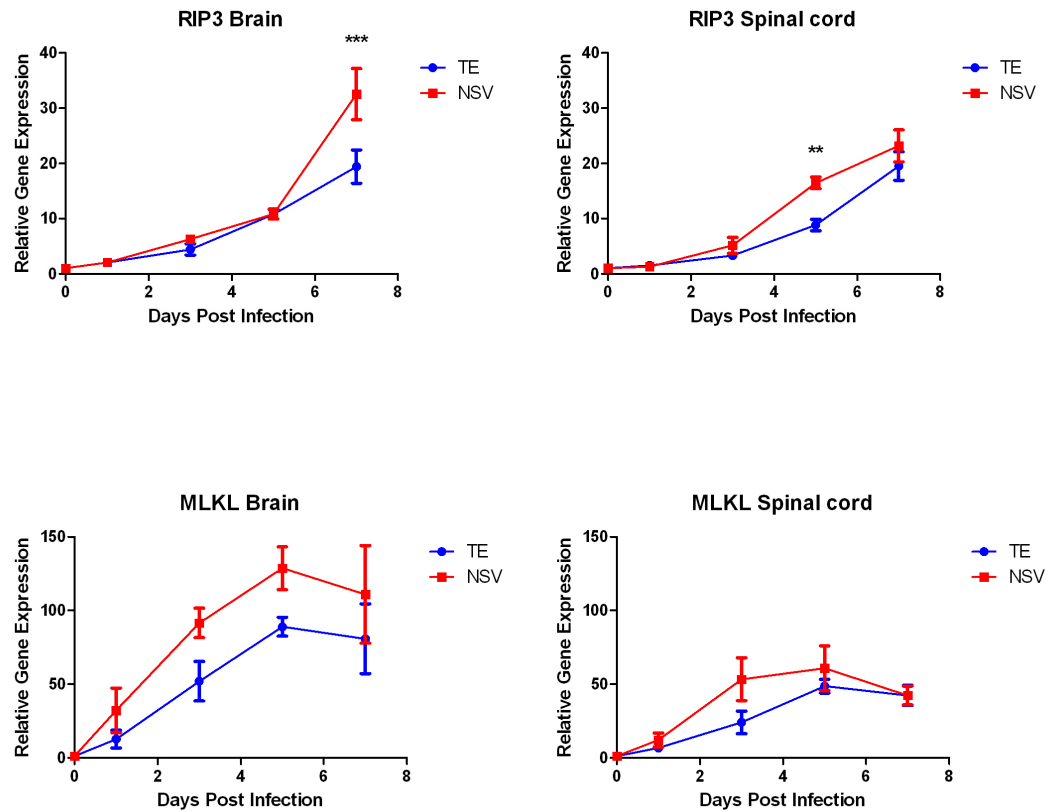 RIP3 Brain
***
40
30
20
10
0
Relative Gene Expression
0 2 4 6 8
Days Post Infection
TE
NSV
RIP3 Spinal cord
**
40
30
20
10
0
Relative Gene Expression
0 2 4 6 8
Days Post Infection
TE
NSV
MLKL Brain
150
100
50
0
Relative Gene Expression
0 2 4 6 8
Days Post Infection
TE
NSV
MLKL Spinal cord
150
100
50
0
Relative Gene Expression
0 2 4 6 8
Days Post Infection
TE
NSV